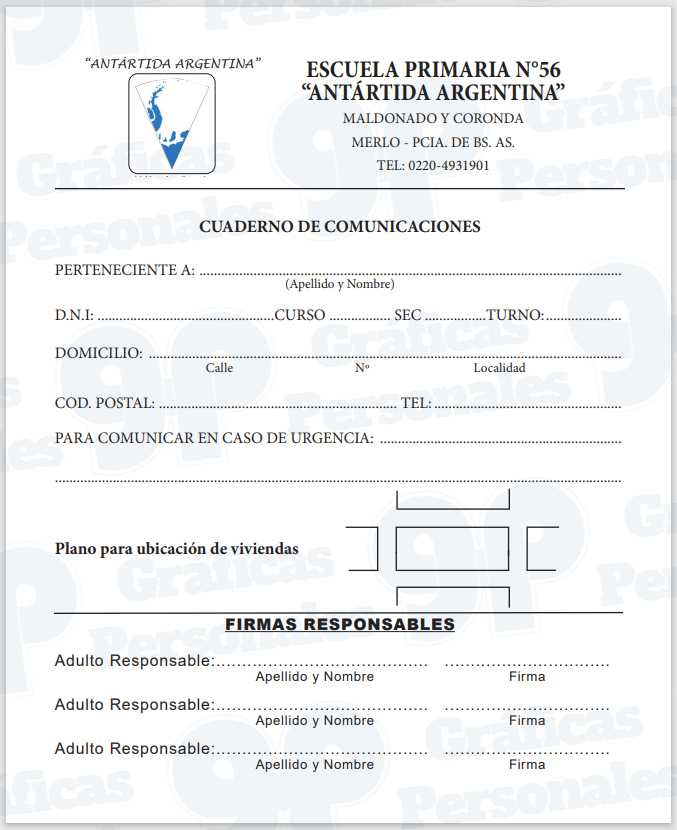 “ANTÁRTIDA ARGENTINA”
ESCUELA PRIMARIA N°56
“ANTÁRTIDA ARGENTINA”
MALDONADO Y CORONDA
MERLO - PCIA. DE BS. AS.
TEL: 0220-4931901
CUADERNO DE COMUNICACIONES
PERTENECIENTE A: ..........................................................................................
(Apellido y Nombre)
D.N.I: ..........................................CURSO ............... SEC ...............TURNO:..................
DOMICILIO: ..........................................................................................
Calle Nº Localidad
COD. POSTAL: .......................................................... TEL: .............................................
PARA COMUNICAR EN CASO DE URGENCIA: ..........................................................
..........................................................................................
Plano para ubicación de viviendas
FIRMAS RESPONSABLES
Adulto Responsable:................................. ............................
Apellido y Nombre Firma
Adulto Responsable:................................. ............................
Apellido y Nombre Firma
Adulto Responsable:................................. ............................
Apellido y Nombre Firma
gp Gráficas Personales